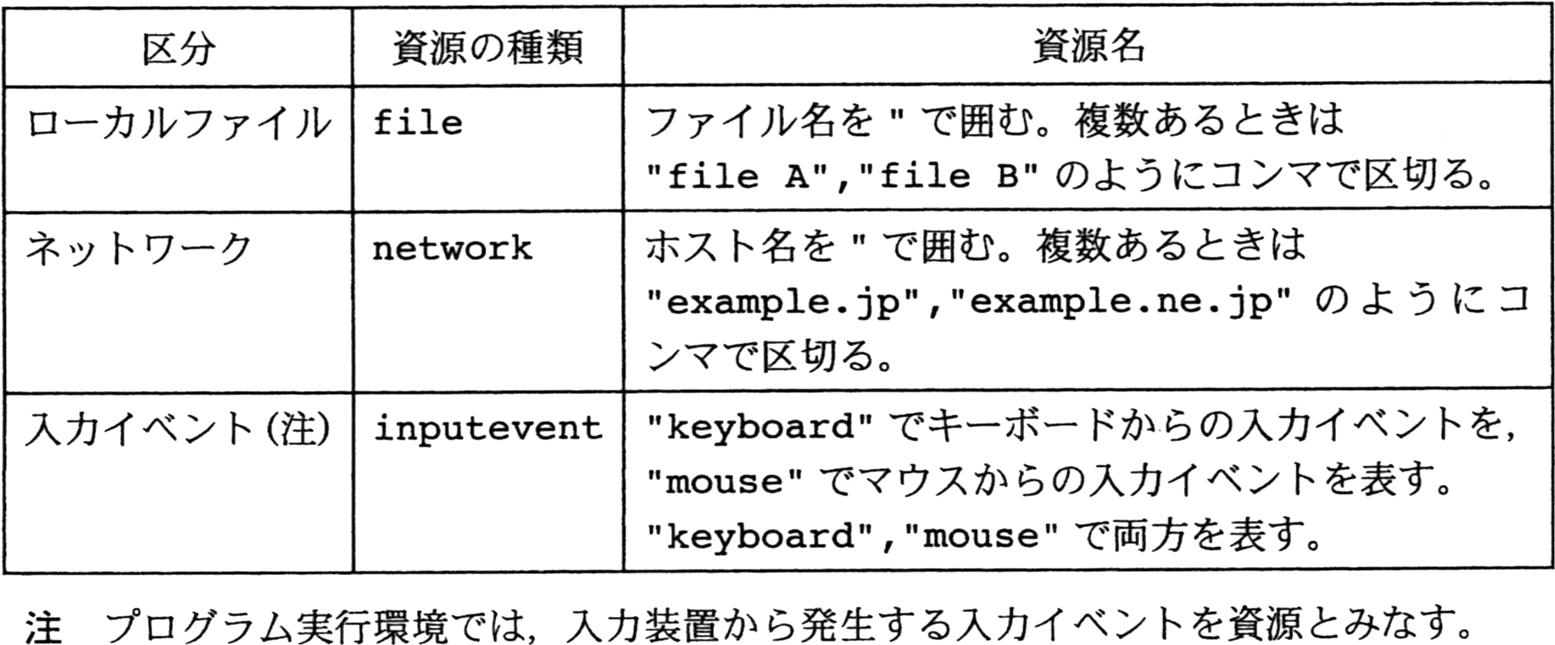 区分 資源の種類 資源名
ローカルファイル file ファイル名を " で囲む。複数あるときは
"file A","file B" のようにコンマで区切る。
ネットワーク network ホスト名を " で囲む。複数あるときは
"example.jp","example.ne.jp" のようにコ
ンマで区切る。
入力イベント(注) inputevent "keyboard" でキーボードからの入力イベントを,
"mouse" でマウスからの入力イベントを表す。
"keyboard","mouse" で両方を表す。
注 プログラム実行環境では, 入力装置から発生する入力イベントを資源とみなす。